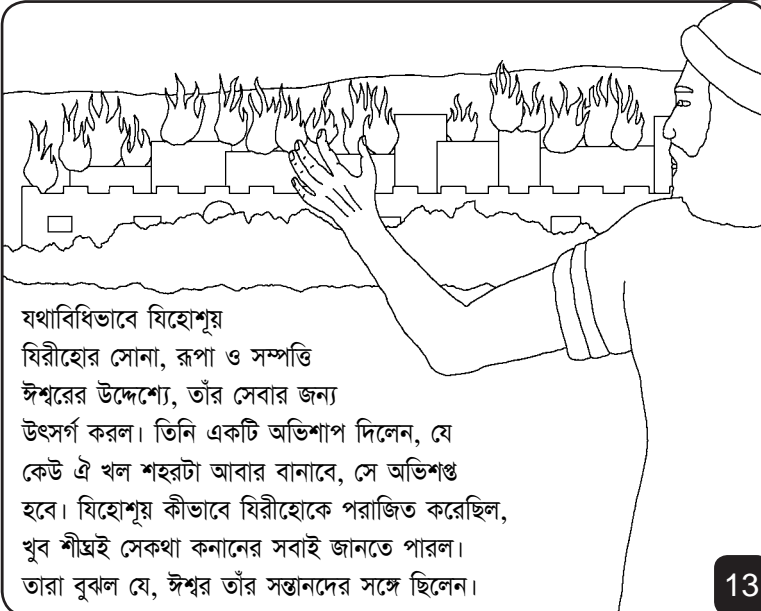 যথাবিধিভাবে যিহোশূয়
যিরীহোর সোনা, রূপা ও সম্পত্তি
ঈশ্বরের উদ্দেশ্যে, তাঁর সেবার জন্য
উৎসর্গ করল। তিনি একটি অভিশাপ দিলেন, যে
কেউ ঐ খল শহরটা আবার বানাবে, সে অভিশপ্ত
হবে। যিহোশূয় কীভাবে যিরীহোকে পরাজিত করেছিল,
খুব শীঘ্রই সেকথা কনানের সবাই জানতে পারল।
তারা বুঝল যে, ঈশ্বর তাঁর সন্তানদের সঙ্গে ছিলেন।
13